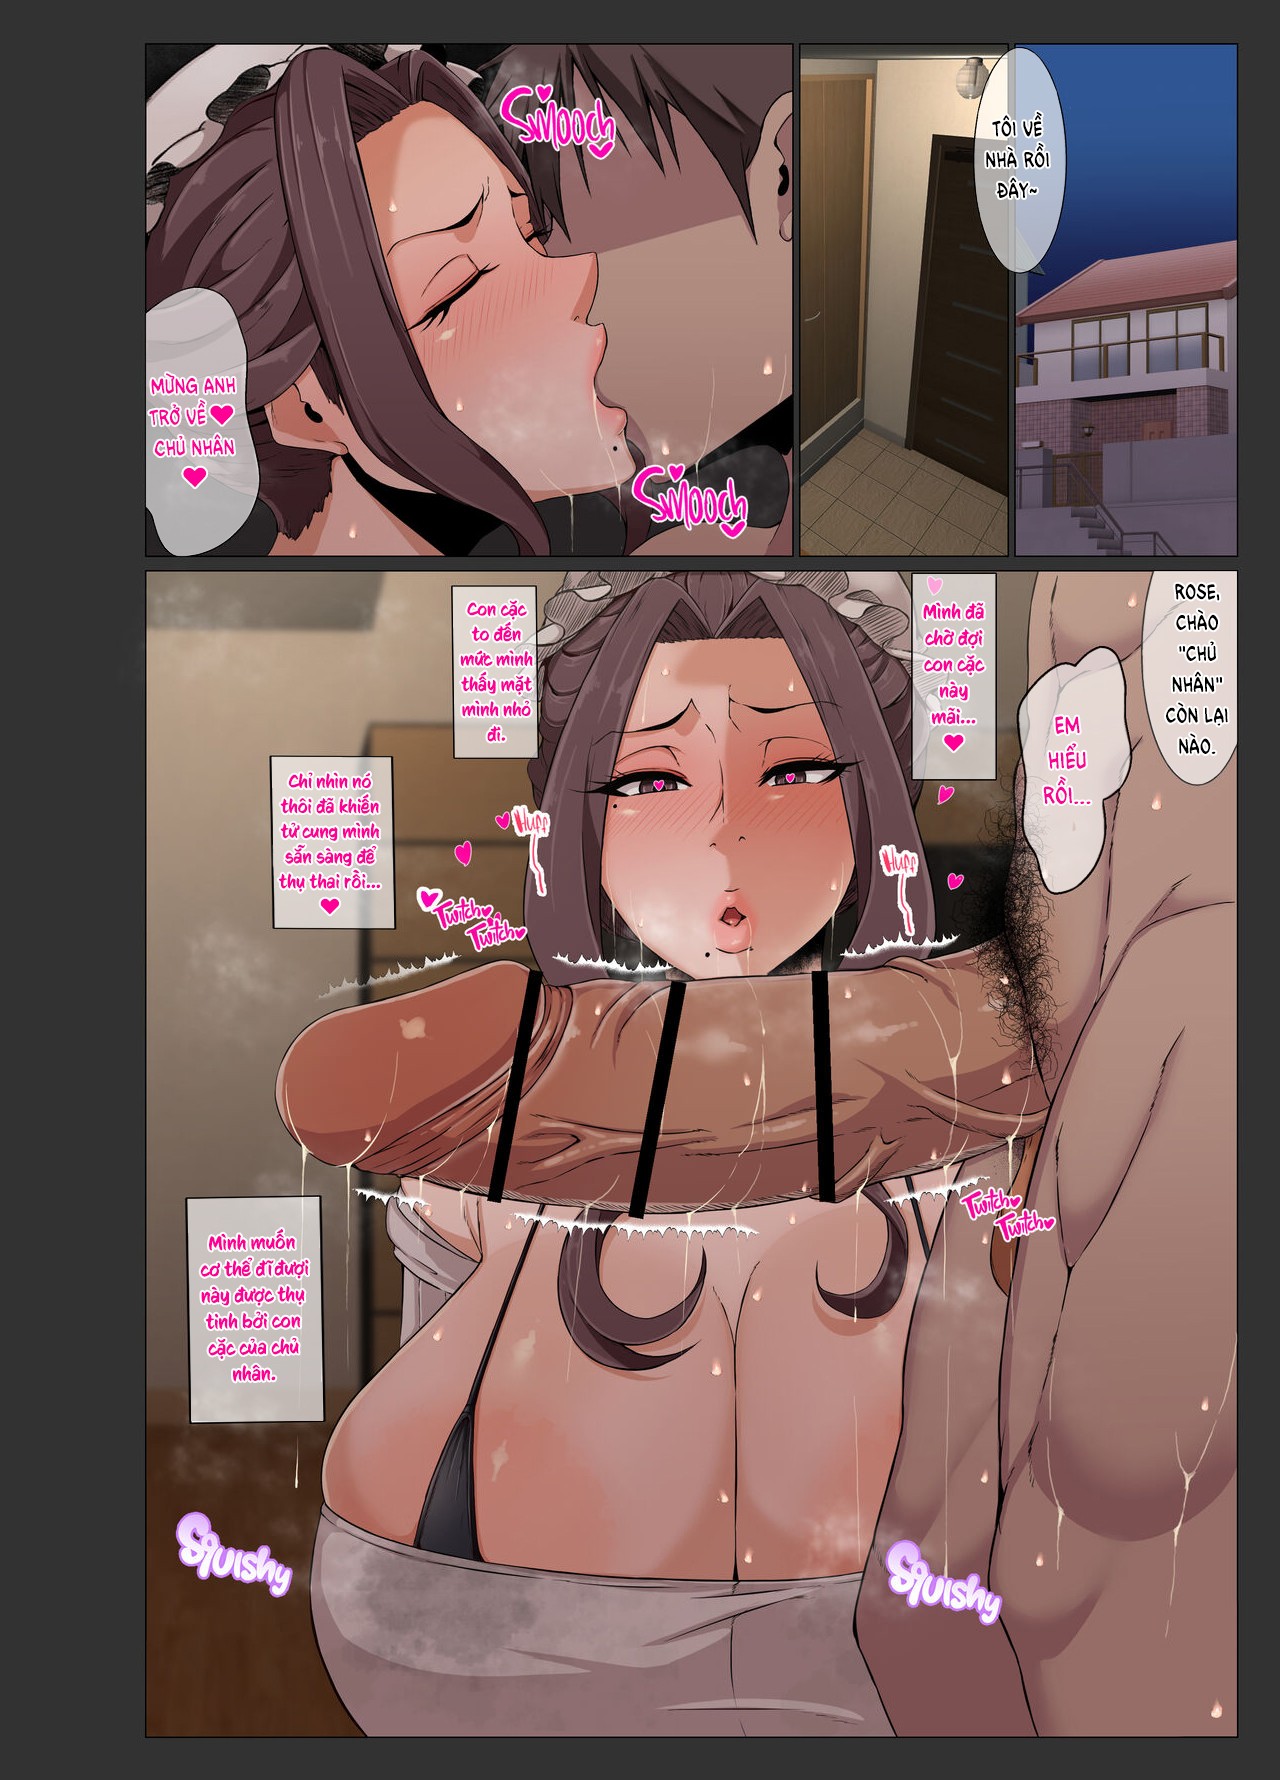 TÔI VỀ
NHÀ RỒI
ĐÂY~
Smooch
Smooch
MỪNG ANH
TRỞ VỀ ♥
CHỦ NHÂN
♥
ROSE,
CHÀO
"CHỦ
NHÂN"
CÒN LẠI
NÀO.
EM
HIỂU
RỒI...
Mình đã
chờ đợi
con cặc
này
mãi...
♥
Con cặc
to đến
mức mình
thấy mặt
mình nhỏ
đi.
Chỉ nhìn nó
thôi đã khiến
tử cung mình
sẵn sàng để
thụ thai rồi...
♥
Huff
Huff
Twitch
Twitch
Twitch
Twitch
Mình muốn
cơ thể đĩ đượi
này được thụ
tinh bởi con
cặc của chủ
nhân.
Squishy
Squishy